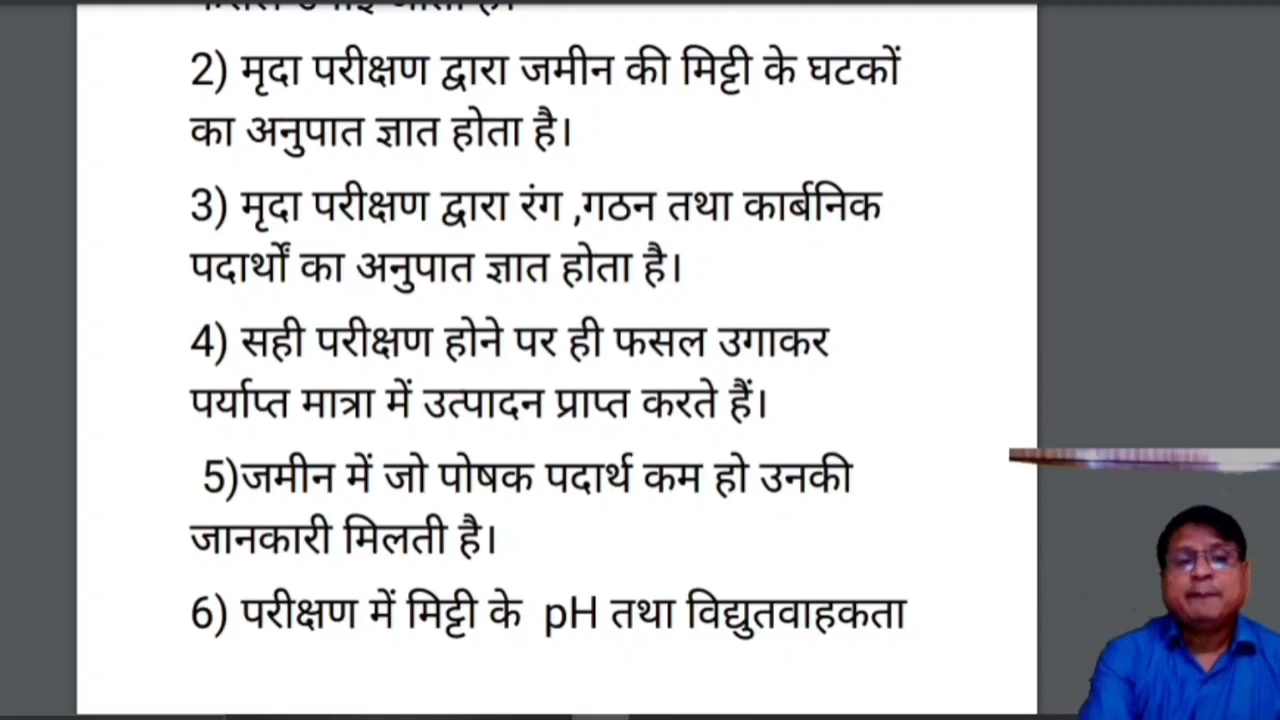 2) मृदा परीक्षण द्वारा जमीन की मिट्टी के घटकों
का अनुपात ज्ञात होता है।
3) मृदा परीक्षण द्वारा रंग ,गठन तथा कार्बनिक
पदार्थों का अनुपात ज्ञात होता है।
4) सही परीक्षण होने पर ही फसल उगाकर
पर्याप्त मात्रा में उत्पादन प्राप्त करते हैं।
5)जमीन में जो पोषक पदार्थ कम हो उनकी
जानकारी मिलती है।
6) परीक्षण में मिट्टी के pH तथा विद्युतवाहकता